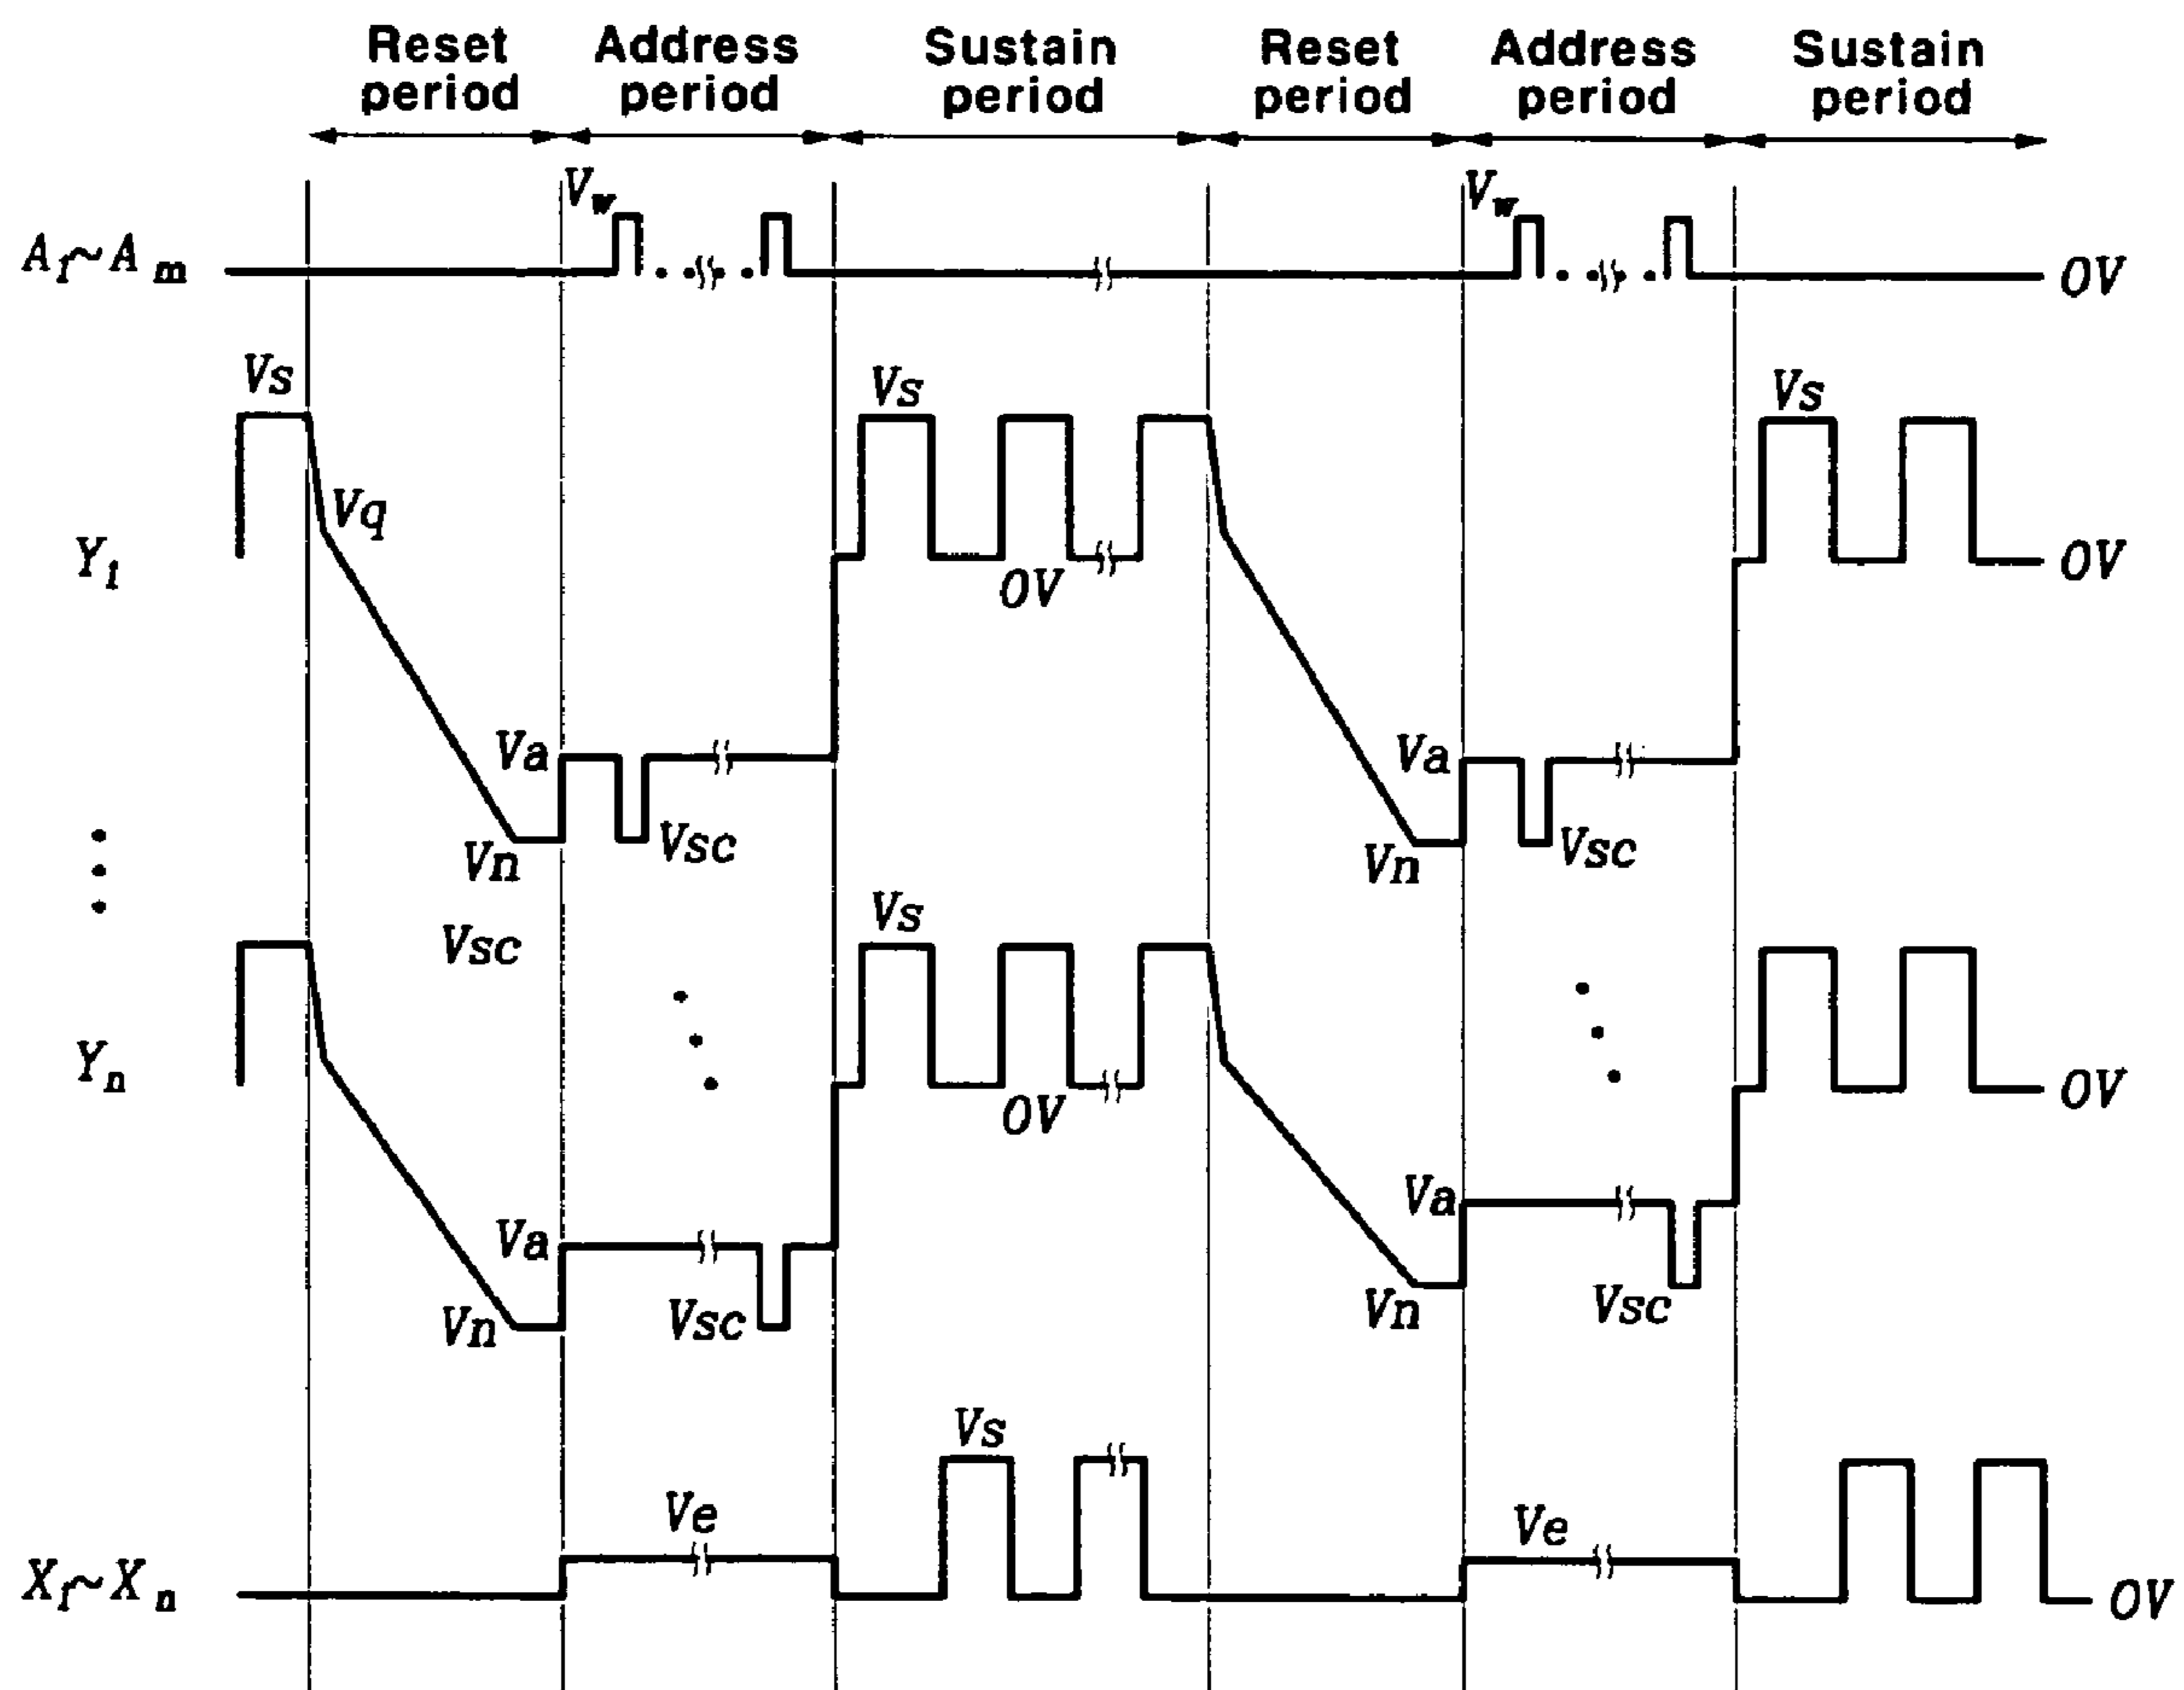 Reset period
Address period
Sustain period
Reset period
Address period
Sustain period
Vw
Vw
A1~Am
0V
Vs
Vs
Vs
Vq
Y1
0V
0V
Va
Va
Vn
Vsc
Vn
Vsc
Vs
Vsc
Yn
0V
0V
Va
Va
Vn
Vsc
Vn
Vsc
Vs
Ve
Ve
X1~Xn
0V